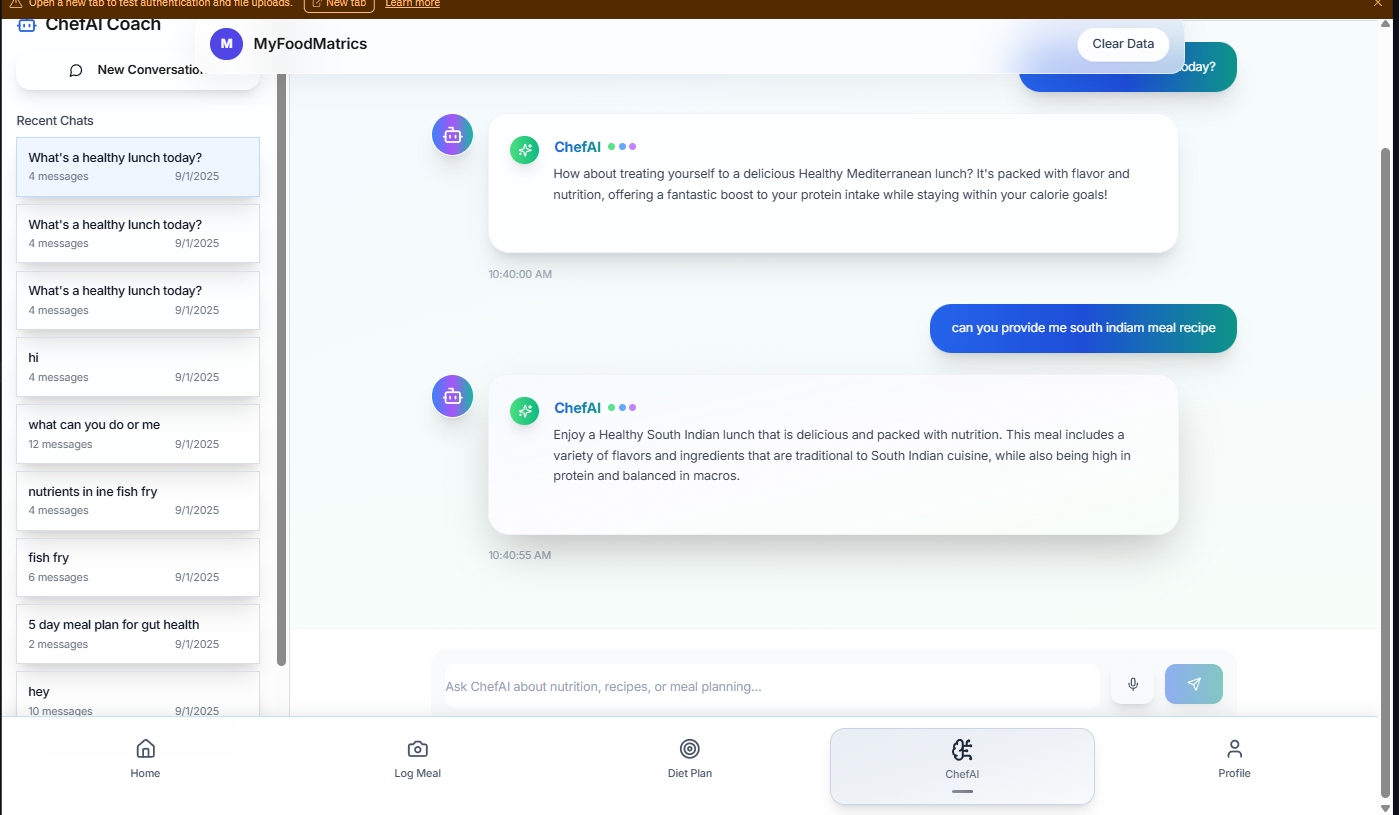 Open a new tab to test authentication and file uploads. New tab Learn more
ChefAI Coach
M MyFoodMatrics
Clear Data
New Conversation
Recent Chats
What's a healthy lunch today?
4 messages 9/1/2025
What's a healthy lunch today?
4 messages 9/1/2025
What's a healthy lunch today?
4 messages 9/1/2025
hi
4 messages 9/1/2025
what can you do or me
12 messages 9/1/2025
nutrients in ine fish fry
4 messages 9/1/2025
fish fry
6 messages 9/1/2025
5 day meal plan for gut health
2 messages 9/1/2025
hey
10 messages 9/1/2025
oday?
ChefAI
How about treating yourself to a delicious Healthy Mediterranean lunch? It's packed with flavor and
nutrition, offering a fantastic boost to your protein intake while staying within your calorie goals!
10:40:00 AM
can you provide me south indiam meal recipe
ChefAI
Enjoy a Healthy South Indian lunch that is delicious and packed with nutrition. This meal includes a
variety of flavors and ingredients that are traditional to South Indian cuisine, while also being high in
protein and balanced in macros.
10:40:55 AM
Ask ChefAI about nutrition, recipes, or meal planning...
Home
Log Meal
Diet Plan
ChefAI
Profile